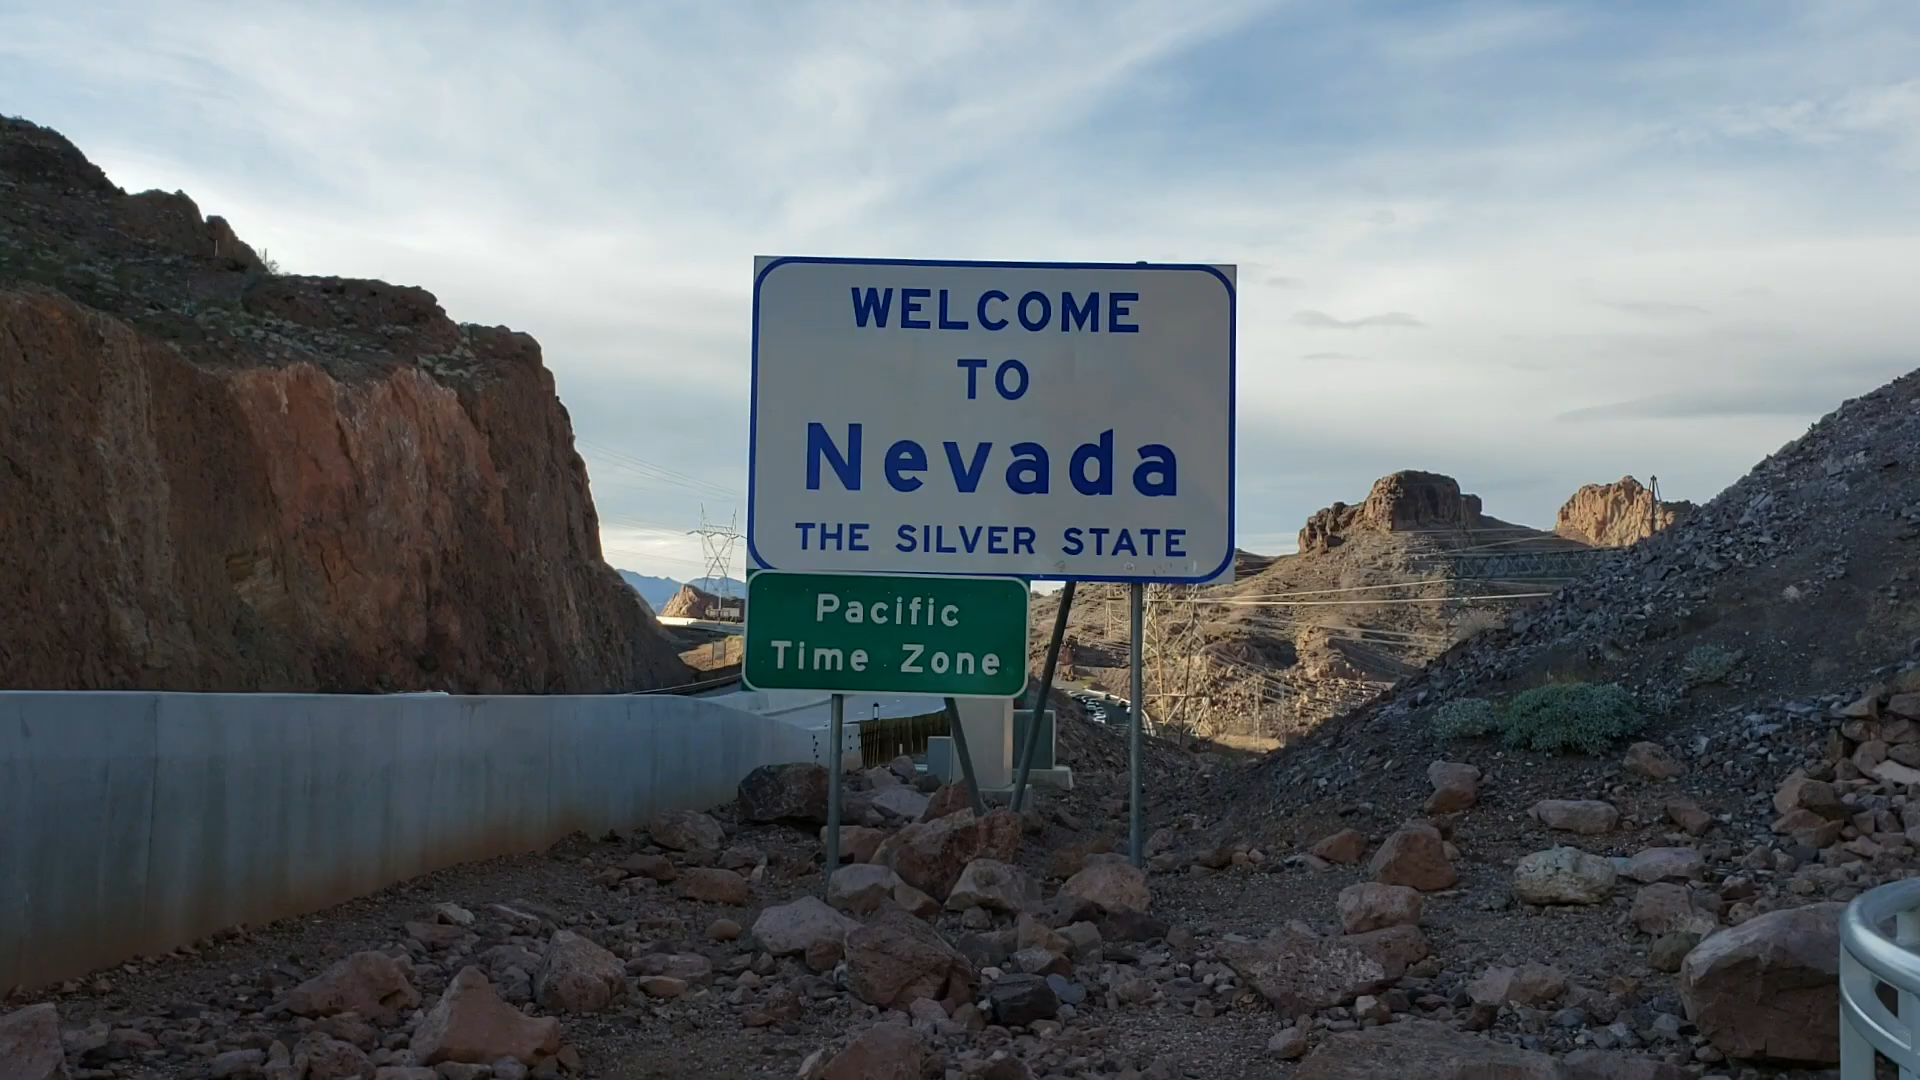 WELCOME
TO
Nevada
THE SILVER STATE
Pacific
Time Zone